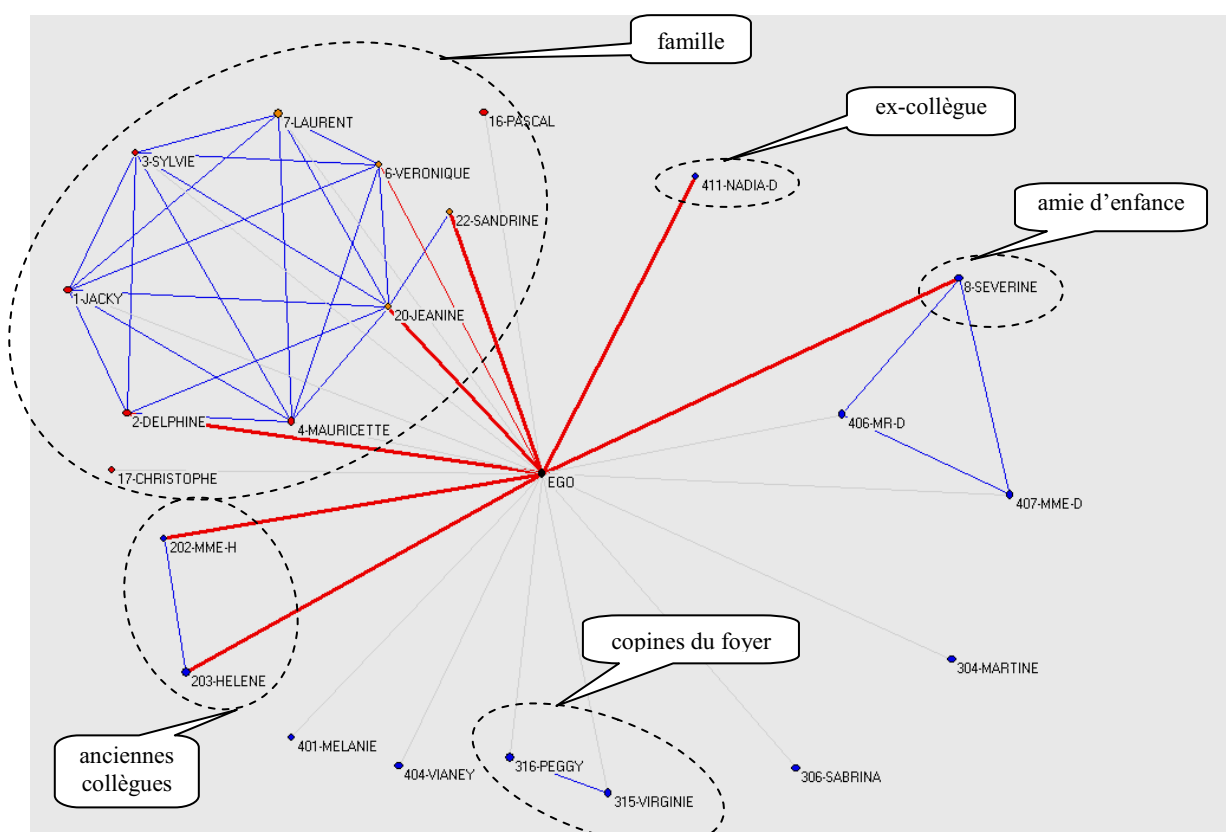 famille
7-LAURENT
16-PASCAL
ex-collègue
3-SYLVIE
6-VERONIQUE
411-NADIA-D
amie d’enfance
22-SANDRINE
8-SEVERINE
1-JACKY
20-JEANINE
2-DELPHINE
4-MAURICETTE
406-MR-D
17-CHRISTOPHE
EGO
407-MME-D
202-MME-H
copines du foyer
203-HELENE
304-MARTINE
anciennes
collègues
401-MELANIE
404-VIANEY
316-PEGGY
306-SABRINA
315-VIRGINIE